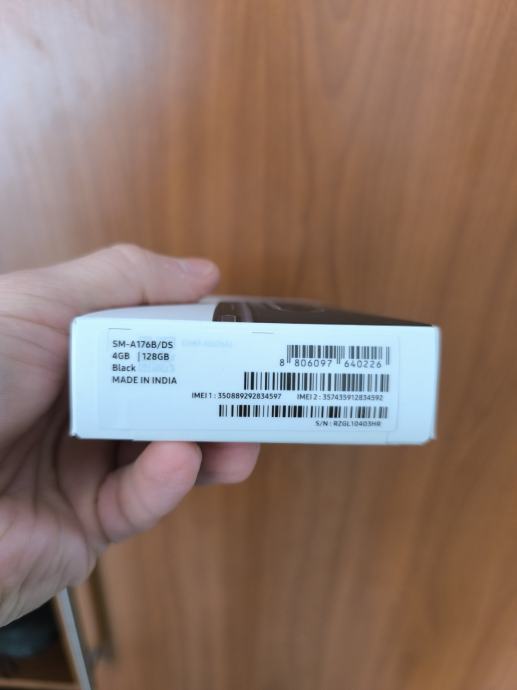 SM-A176B/DS
4GB | 128GB
Black
MADE IN INDIA
8 806097 640226
IMEI 1 : 350889292834597 IMEI 2 : 357435912834592
S/N : RZGL10403HR